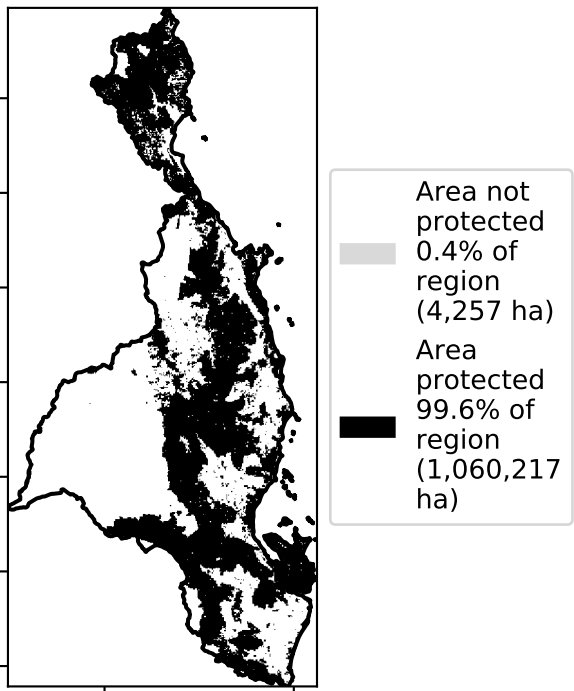 Area not
protected
0.4% of
region
(4,257 ha)
Area
protected
99.6% of
region
(1,060,217
ha)